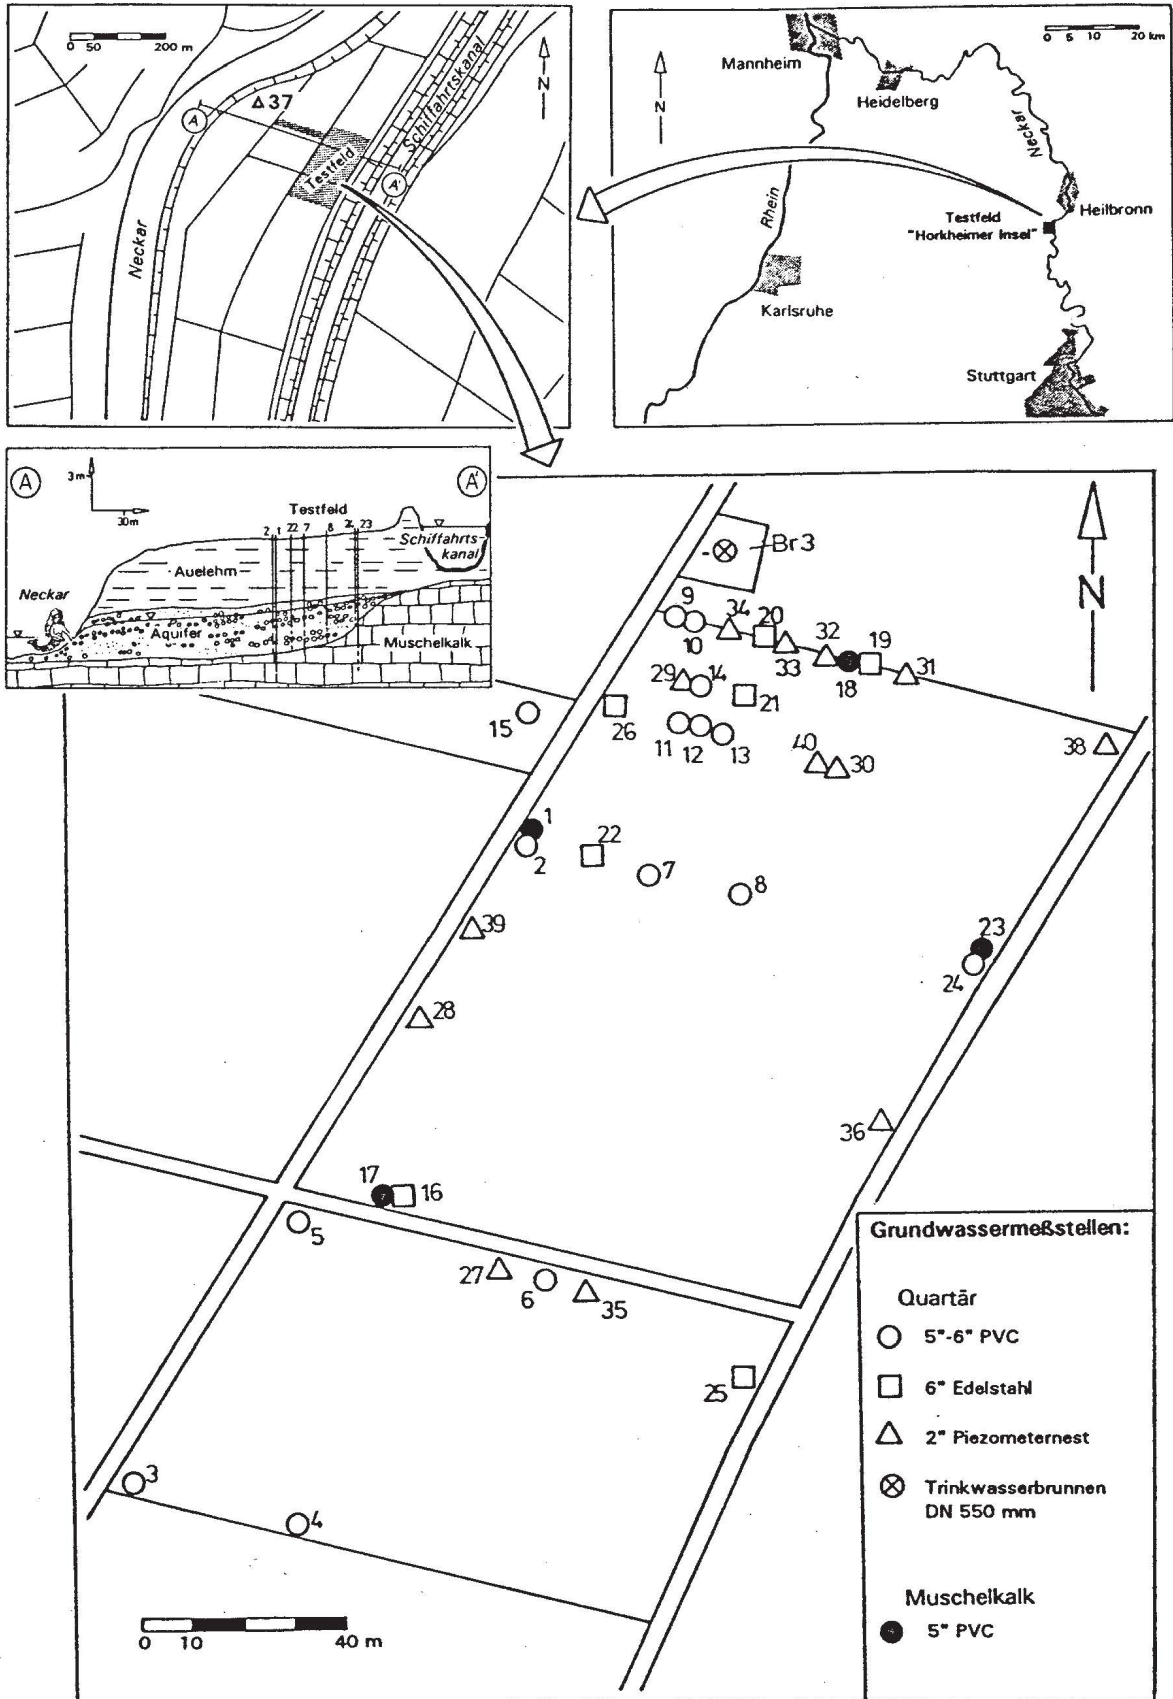 0 50 200 m
N
37
A
Testfeld
Schiffahrtskanal
A'
Neckar
0 5 10 20 km
N
Mannheim
Heidelberg
Neckar
Rhein
Heilbronn
Testfeld
"Horkheimer Insel"
Karlsruhe
Stuttgart
A
3m
30m
A'
Testfeld
2 1 22 7 8 24 23
Schiffahrts-
kanal
Auelehm
Neckar
Aquifer
Muschelkalk
Br3
N
9
10
34
20
33
32
18
19
31
29
14
21
15
26
11
12
13
40
30
38
1
2
22
7
8
39
23
24
28
36
17
16
5
27
6
35
25
3
4
0 10 40 m
Grundwassermeßstellen:
Quartär
5"-6" PVC
6" Edelstahl
2" Piezometernest
Trinkwasserbrunnen
DN 550 mm
Muschelkalk
5" PVC